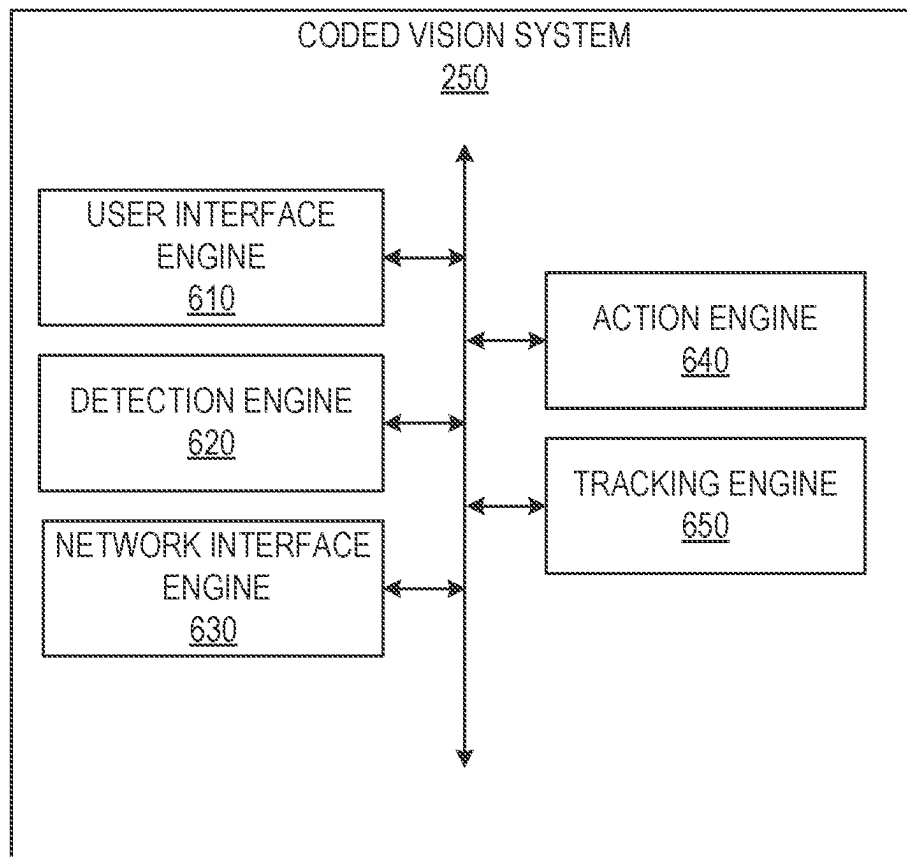 CODED VISION SYSTEM
250
USER INTERFACE
ENGINE
610
DETECTION ENGINE
620
NETWORK INTERFACE
ENGINE
630
ACTION ENGINE
640
TRACKING ENGINE
650